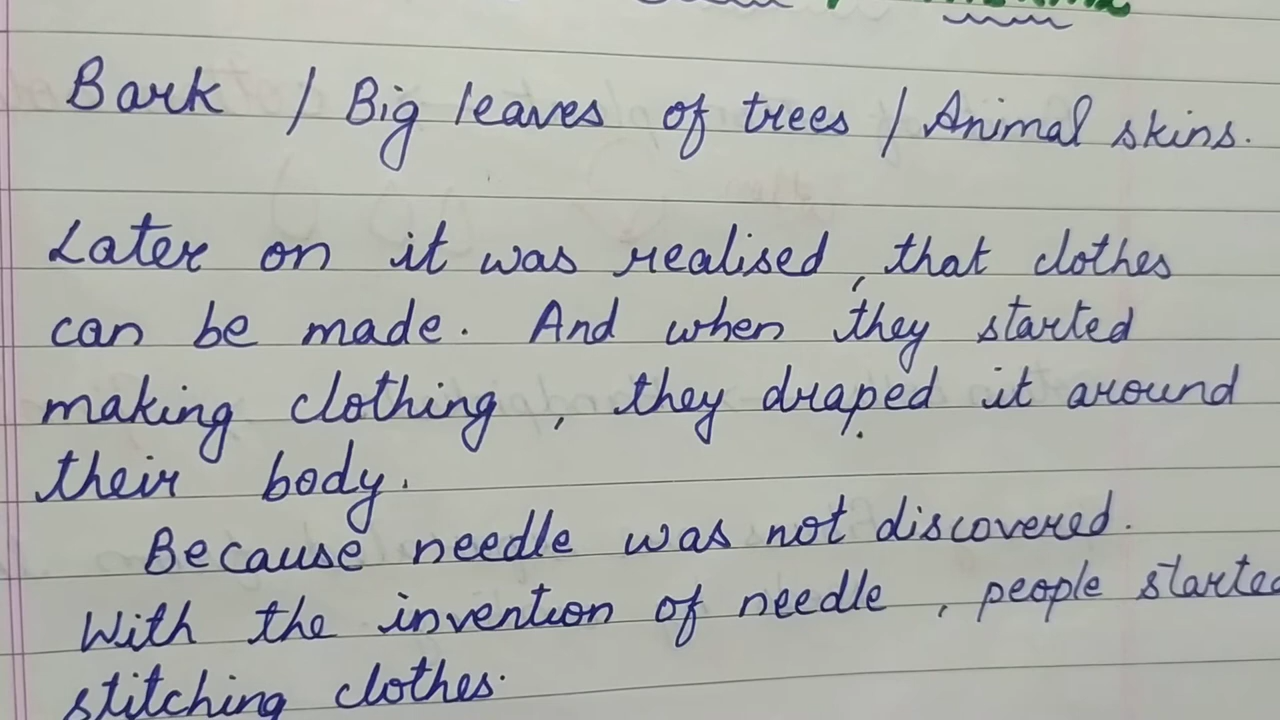 Bark / Big leaves of trees / Animal skins.
Later on it was realised, that clothes
can be made. And when they started
making clothing, they draped it around
their body.
Because needle was not discovered.
With the invention of needle, people started
stitching clothes.